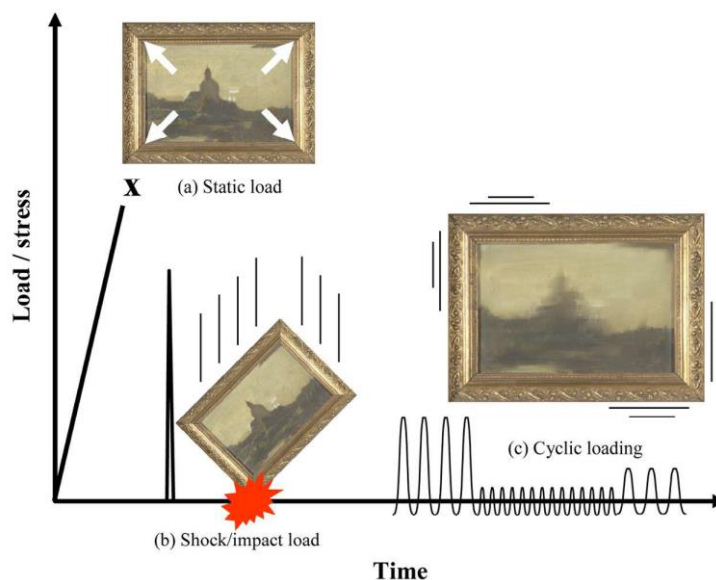 X
(a) Static load
Load / stress
(c) Cyclic loading
(b) Shock/impact load
Time